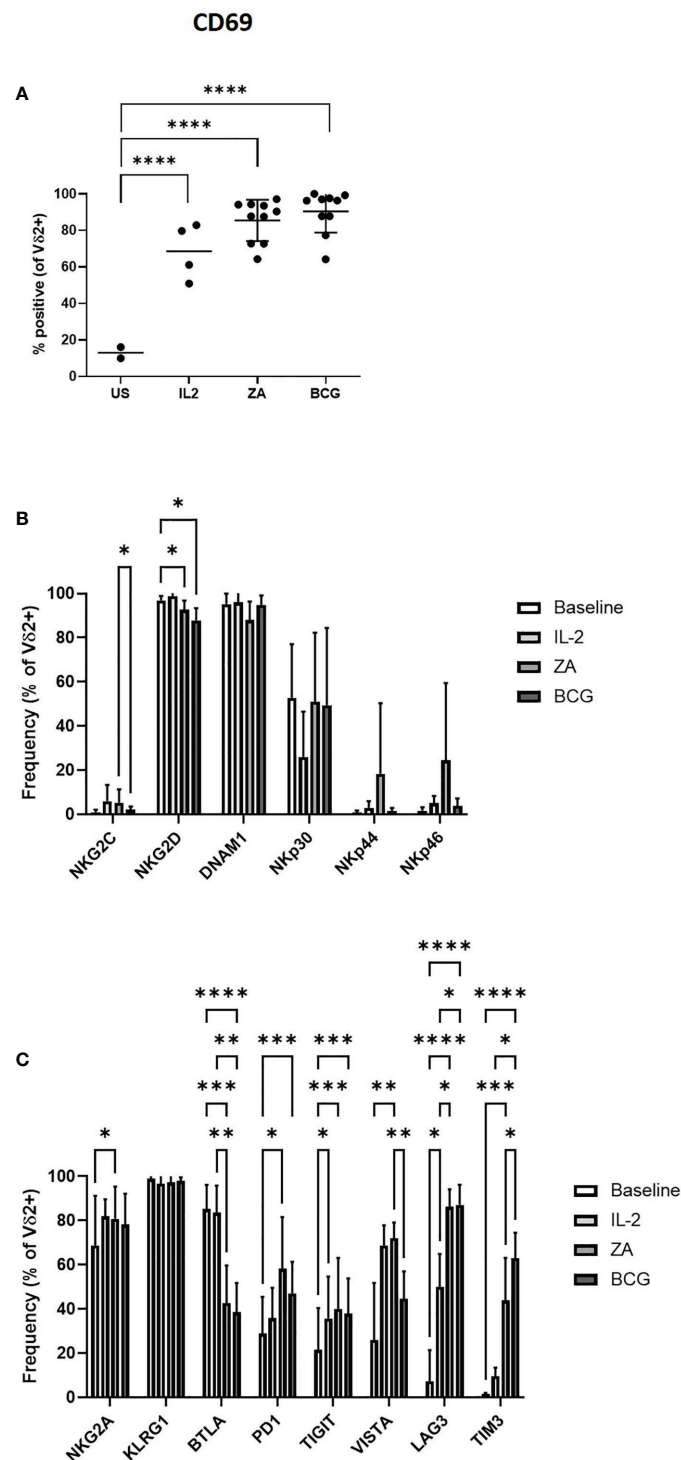 CD69
A
****
****
****
% positive (of Vδ2+)
100
80
60
40
20
0
US IL2 ZA BCG
B
*
* *
Frequency (% of Vδ2+)
100
80
60
40
20
0
NKG2C NKG2D DNAM1 NKp30 NKp44 NKp46
Baseline
IL-2
ZA
BCG
C
****
**** * ****
** *** *** **** *
*** * *** ** * ***
* ** * * ** * *
Frequency (% of Vδ2+)
100
80
60
40
20
0
NKG2A KLRG1 BTLA PD1 TIGIT VISTA LAG3 TIM3
Baseline
IL-2
ZA
BCG